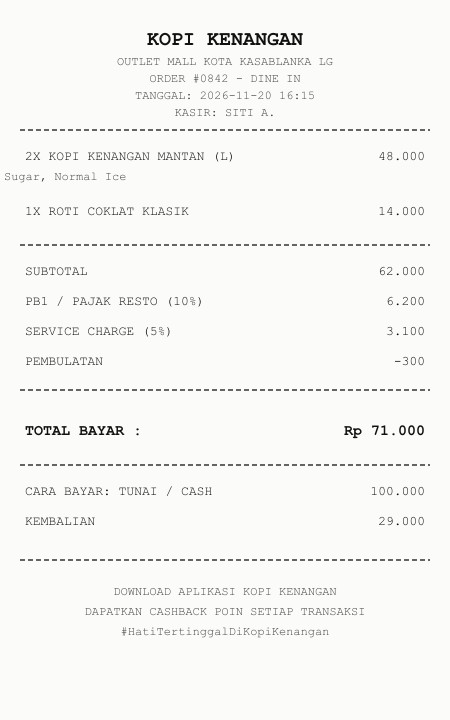 KOPI KENANGAN
OUTLET MALL KOTA KASABLANKA LG
ORDER #0842 - DINE IN
TANGGAL: 2026-11-20 16:15
KASIR: SITI A.
2X KOPI KENANGAN MANTAN (L) 48.000
Sugar, Normal Ice
1X ROTI COKLAT KLASIK 14.000
SUBTOTAL 62.000
PB1 / PAJAK RESTO (10%) 6.200
SERVICE CHARGE (5%) 3.100
PEMBULATAN -300
TOTAL BAYAR : Rp 71.000
CARA BAYAR: TUNAI / CASH 100.000
KEMBALIAN 29.000
DOWNLOAD APLIKASI KOPI KENANGAN
DAPATKAN CASHBACK POIN SETIAP TRANSAKSI
#HatiTertinggalDiKopiKenangan